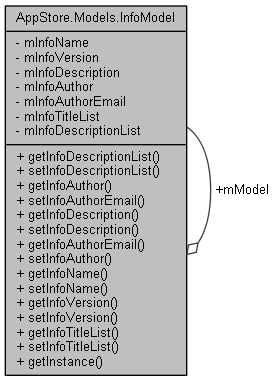 AppStore.Models.InfoModel
- mInfoName
- mInfoVersion
- mInfoDescription
- mInfoAuthor
- mInfoAuthorEmail
- mInfoTitleList
- mInfoDescriptionList
+ getInfoDescriptionList()
+ setInfoDescriptionList()
+ getInfoAuthor()
+ setInfoAuthorEmail()
+ getInfoDescription()
+ setInfoDescription()
+ getInfoAuthorEmail()
+ setInfoAuthor()
+ getInfoName()
+ setInfoName()
+ getInfoVersion()
+ setInfoVersion()
+ getInfoTitleList()
+ setInfoTitleList()
+ getInstance()
+mModel